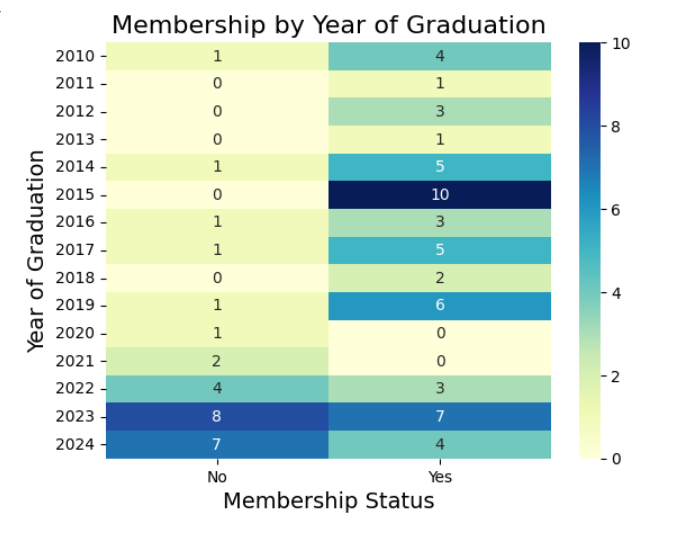 Membership by Year of Graduation
Year of Graduation
2010 1 4 10
2011 0 1
2012 0 3
2013 0 1 8
2014 1 5
2015 0 10
2016 1 3 6
2017 1 5
2018 0 2
2019 1 6 4
2020 1 0
2021 2 0
2022 4 3 2
2023 8 7
2024 7 4 0
No Yes
Membership Status